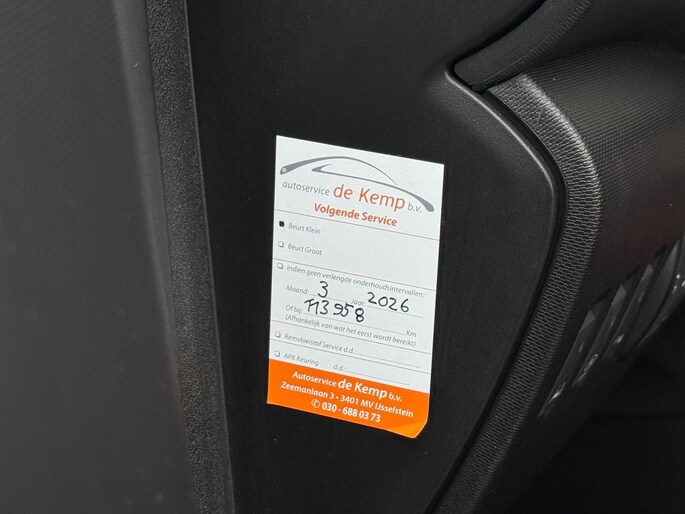 autoservice de Kemp b.v.
Volgende Service
Beurt Klein
Beurt Groot
Indien geen verlengde onderhoudsintervallen:
Maand: 3 Jaar: 2026
Of bij: 113958 Km
(Afhankelijk van wat het eerst wordt bereikt)
Remvloeistof Service d.d.:
APK Keuring d.d.:
Autoservice de Kemp b.v.
Zeemanlaan 3 • 3401 MV IJsselstein
✆ 030 - 688 03 73